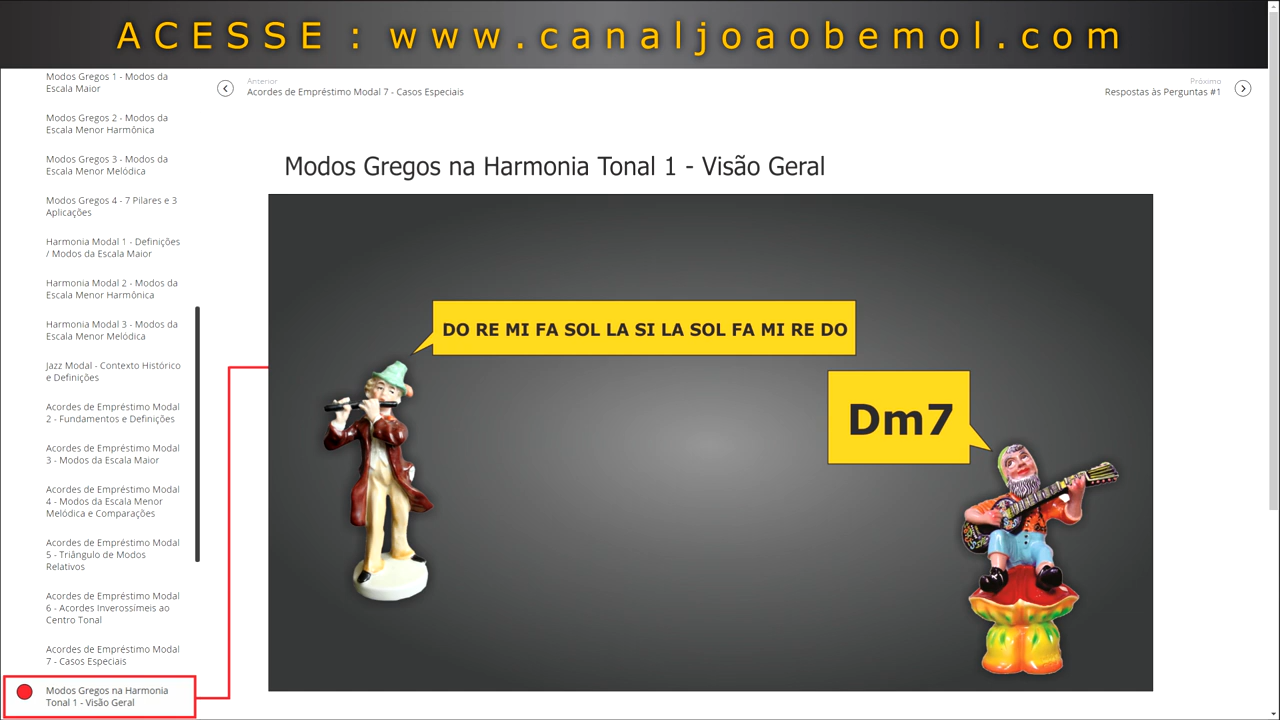 ACESSE : www.canaljoaobemol.com
Modos Gregos 1 - Modos da
Escala Maior
Modos Gregos 2 - Modos da
Escala Menor Harmônica
Modos Gregos 3 - Modos da
Escala Menor Melódica
Modos Gregos 4 - 7 Pilares e 3
Aplicações
Harmonia Modal 1 - Definições
/ Modos da Escala Maior
Harmonia Modal 2 - Modos da
Escala Menor Harmônica
Harmonia Modal 3 - Modos da
Escala Menor Melódica
Jazz Modal - Contexto Histórico
e Definições
Acordes de Empréstimo Modal
2 - Fundamentos e Definições
Acordes de Empréstimo Modal
3 - Modos da Escala Maior
Acordes de Empréstimo Modal
4 - Modos da Escala Menor
Melódica e Comparações
Acordes de Empréstimo Modal
5 - Triângulo de Modos
Relativos
Acordes de Empréstimo Modal
6 - Acordes Inverossímeis ao
Centro Tonal
Acordes de Empréstimo Modal
7 - Casos Especiais
Modos Gregos na Harmonia
Tonal 1 - Visão Geral
Anterior
Acordes de Empréstimo Modal 7 - Casos Especiais
Próximo
Respostas às Perguntas #1
Modos Gregos na Harmonia Tonal 1 - Visão Geral
DO RE MI FA SOL LA SI LA SOL FA MI RE DO
Dm7